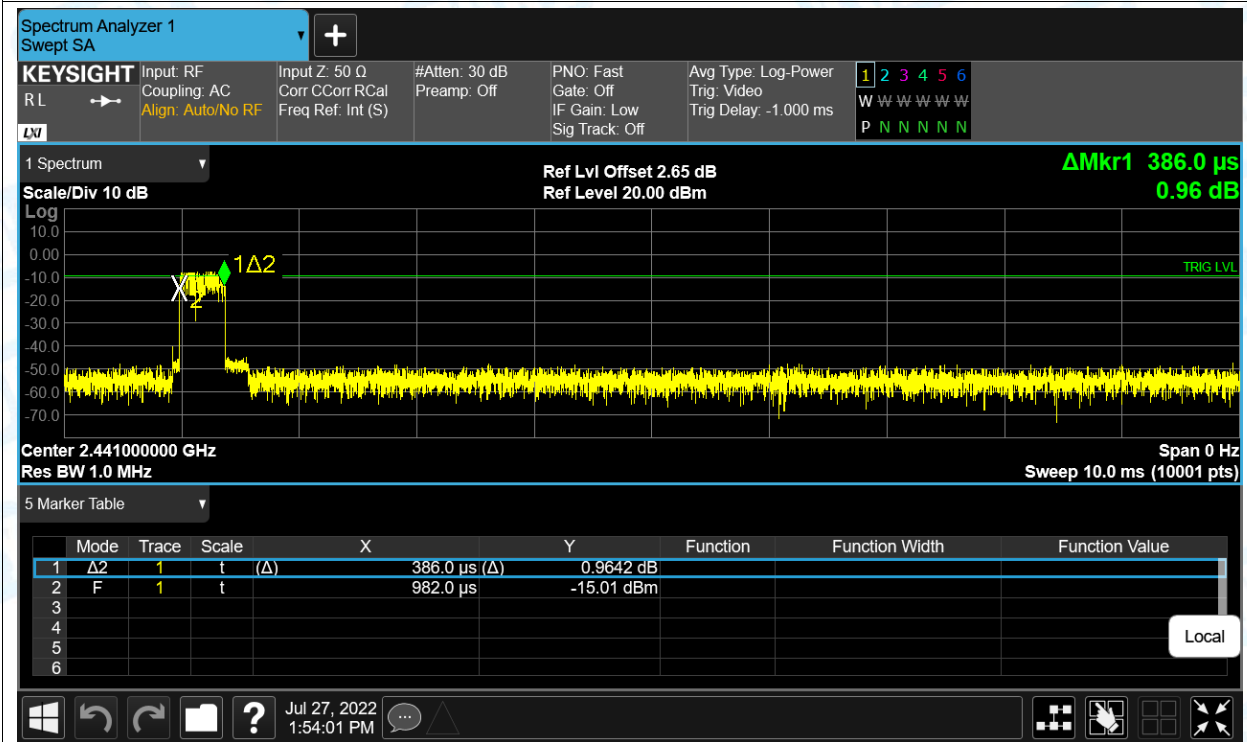 Spectrum Analyzer 1
Swept SA
KEYSIGHT
R L
LXI
Input: RF
Coupling: AC
Align: Auto/No RF
Input Z: 50 Ω
Corr CCorr RCal
Freq Ref: Int (S)
#Atten: 30 dB
Preamp: Off
PNO: Fast
Gate: Off
IF Gain: Low
Sig Track: Off
Avg Type: Log-Power
Trig: Video
Trig Delay: -1.000 ms
1 2 3 4 5 6
W W W W W W
P N N N N N
1 Spectrum
Scale/Div 10 dB
Ref Lvl Offset 2.65 dB
Ref Level 20.00 dBm
ΔMkr1 386.0 µs
0.96 dB
Log
10.0
0.00
-10.0
-20.0
-30.0
-40.0
-50.0
-60.0
-70.0
1Δ2
X2
TRIG LVL
Center 2.441000000 GHz
Span 0 Hz
Res BW 1.0 MHz
Sweep 10.0 ms (10001 pts)
5 Marker Table
Mode Trace Scale X Y Function Function Width Function Value
1 Δ2 1 t (Δ) 386.0 µs (Δ) 0.9642 dB
2 F 1 t 982.0 µs -15.01 dBm
3
4
5
6
Local
?
Jul 27, 2022
1:54:01 PM